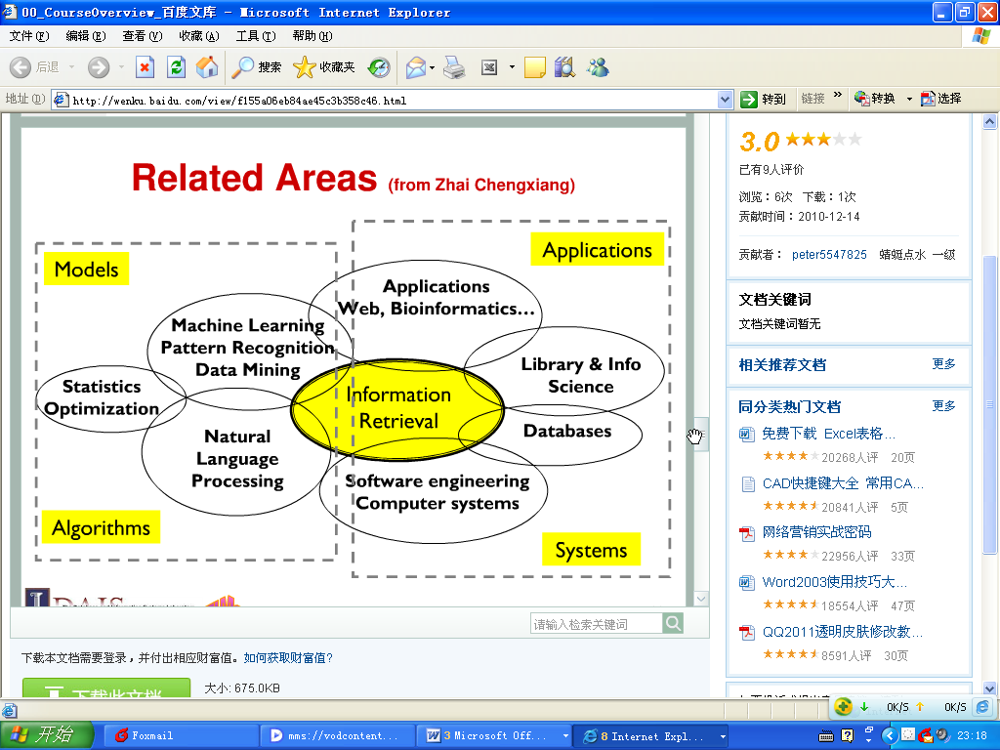 00_CourseOverview_百度文库 - Microsoft Internet Explorer
文件(F) 编辑(E) 查看(V) 收藏(A) 工具(T) 帮助(H)
后退 搜索 收藏夹
地址(D) http://wenku.baidu.com/view/f155a06eb84ae45c3b358c46.html 转到 链接 » 转换 选择
Related Areas (from Zhai Chengxiang)
Models
Applications
Applications
Web, Bioinformatics…
Machine Learning
Pattern Recognition
Data Mining
Library & Info
Science
Statistics
Optimization
Information
Retrieval
Databases
Natural
Language
Processing
Software engineering
Computer systems
Algorithms
Systems
请输入检索关键词
下载本文档需要登录，并付出相应财富值。如何获取财富值?
下载此文档
大小: 675.0KB
3.0
已有9人评价
浏览：6次 下载：1次
贡献时间：2010-12-14
贡献者： peter5547825 蜻蜓点水 一级
文档关键词
文档关键词暂无
相关推荐文档 更多
同分类热门文档 更多
免费下载 Excel表格...
20268人评 20页
CAD快捷键大全 常用CA...
20841人评 5页
网络营销实战密码
22956人评 33页
Word2003使用技巧大...
18554人评 47页
QQ2011透明皮肤修改教...
8591人评 30页
0K/S 0K/S
开始 Foxmail mms://vodcontent... 3 Microsoft Off... 8 Internet Expl... 23:18